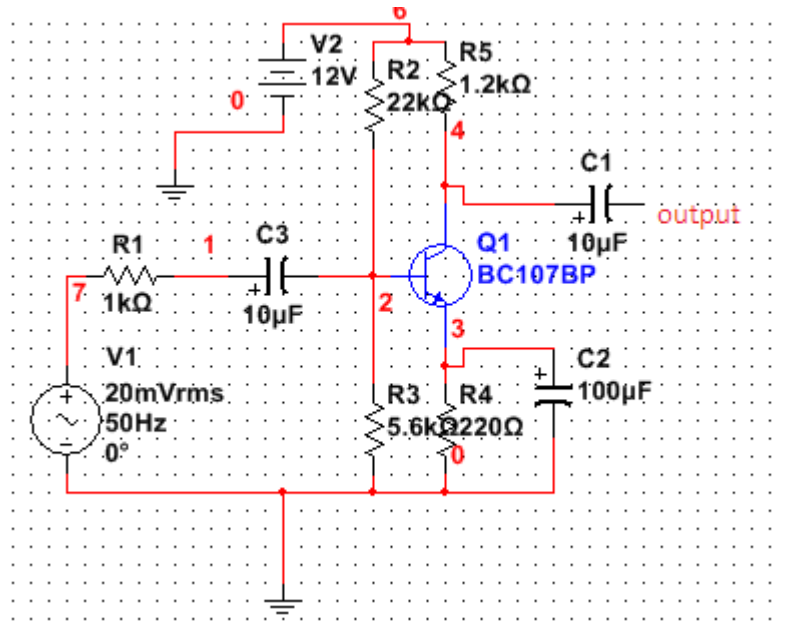 6
V2
12V
0
R2
22kΩ
R5
1.2kΩ
4
C1
+
10µF
output
R1
1kΩ
1
C3
+
10µF
7
2
Q1
BC107BP
3
V1
20mVrms
50Hz
0°
+
R3
5.6kΩ
R4
220Ω
0
+
C2
100µF